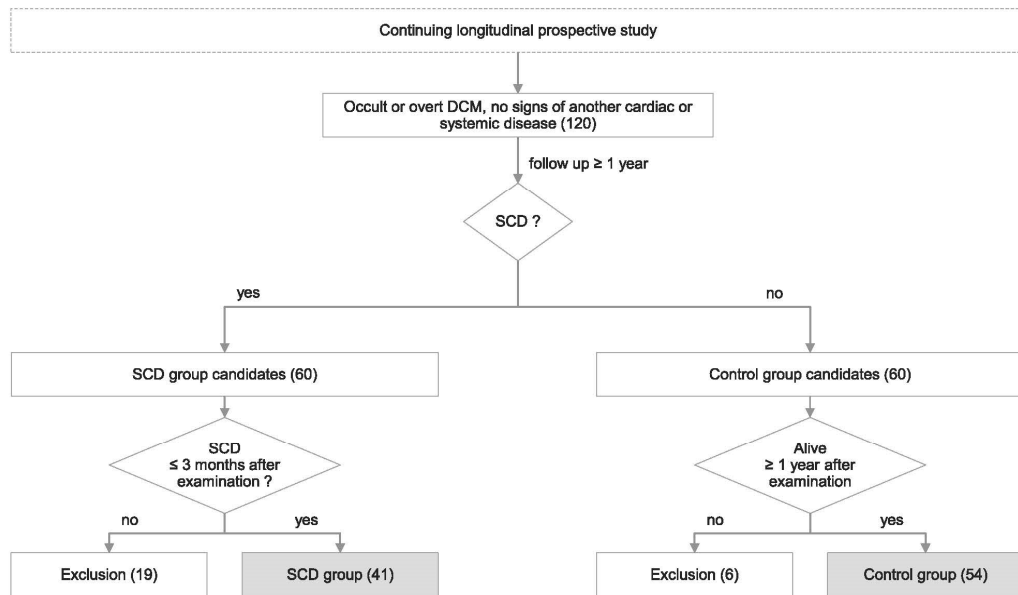 Continuing longitudinal prospective study
Occult or overt DCM, no signs of another cardiac or
systemic disease (120)
follow up ≥ 1 year
SCD ?
yes
no
SCD group candidates (60)
Control group candidates (60)
SCD
≤ 3 months after
examination ?
Alive
≥ 1 year after
examination
no
yes
no
yes
Exclusion (19)
SCD group (41)
Exclusion (6)
Control group (54)